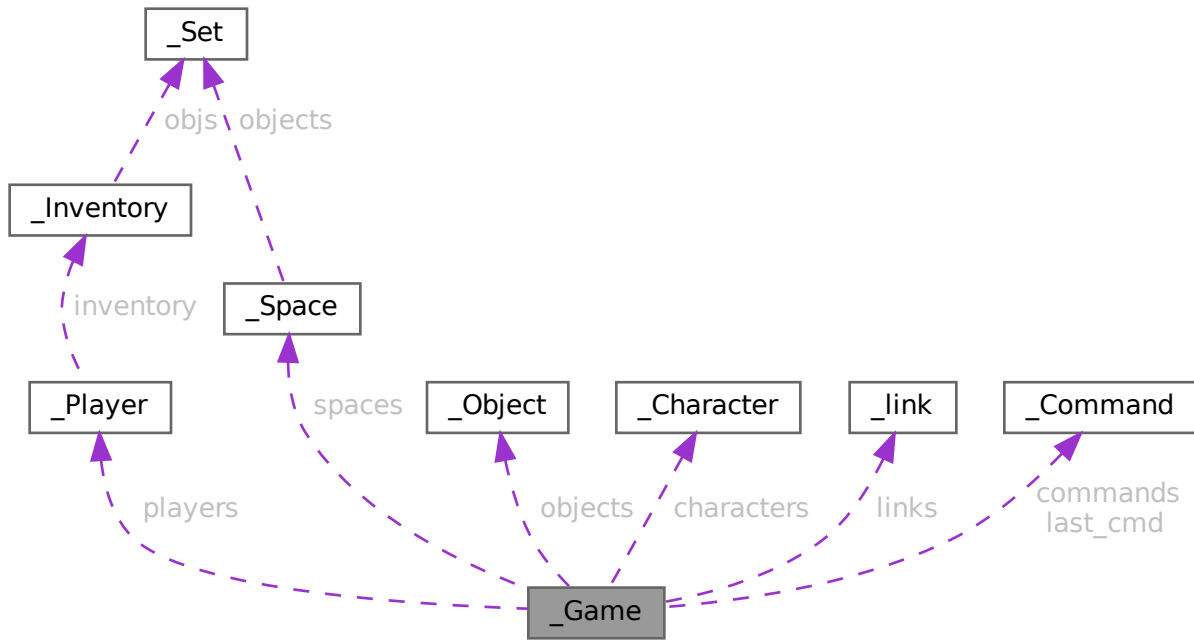 _Set
objs
objects
_Inventory
inventory
_Space
_Player
spaces
_Object
_Character
_link
_Command
players
objects
characters
links
commands
last_cmd
_Game